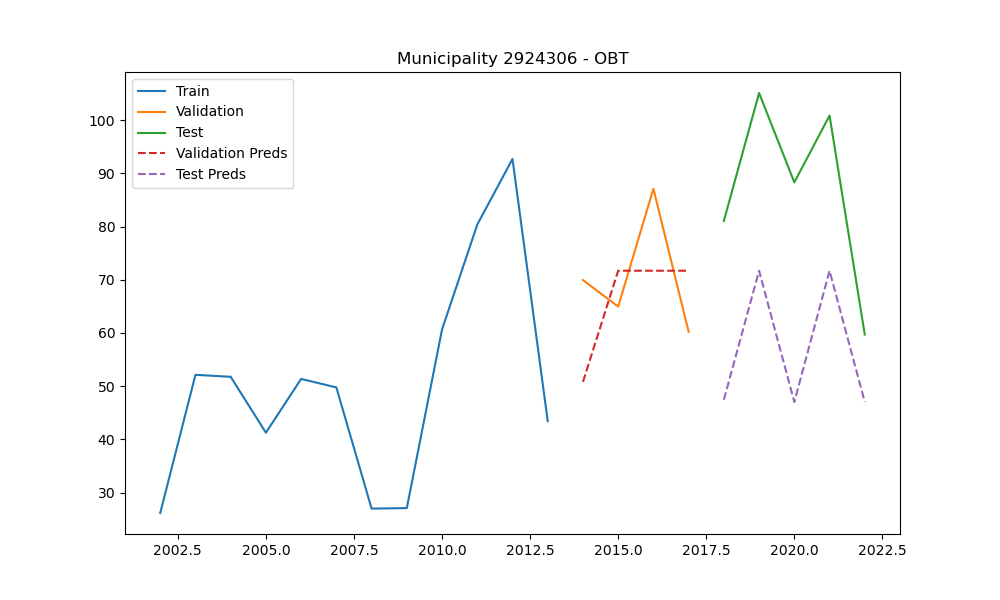 Municipality 2924306 - OBT
Train
Validation
Test
Validation Preds
Test Preds
100
90
80
70
60
50
40
30
2002.5 2005.0 2007.5 2010.0 2012.5 2015.0 2017.5 2020.0 2022.5